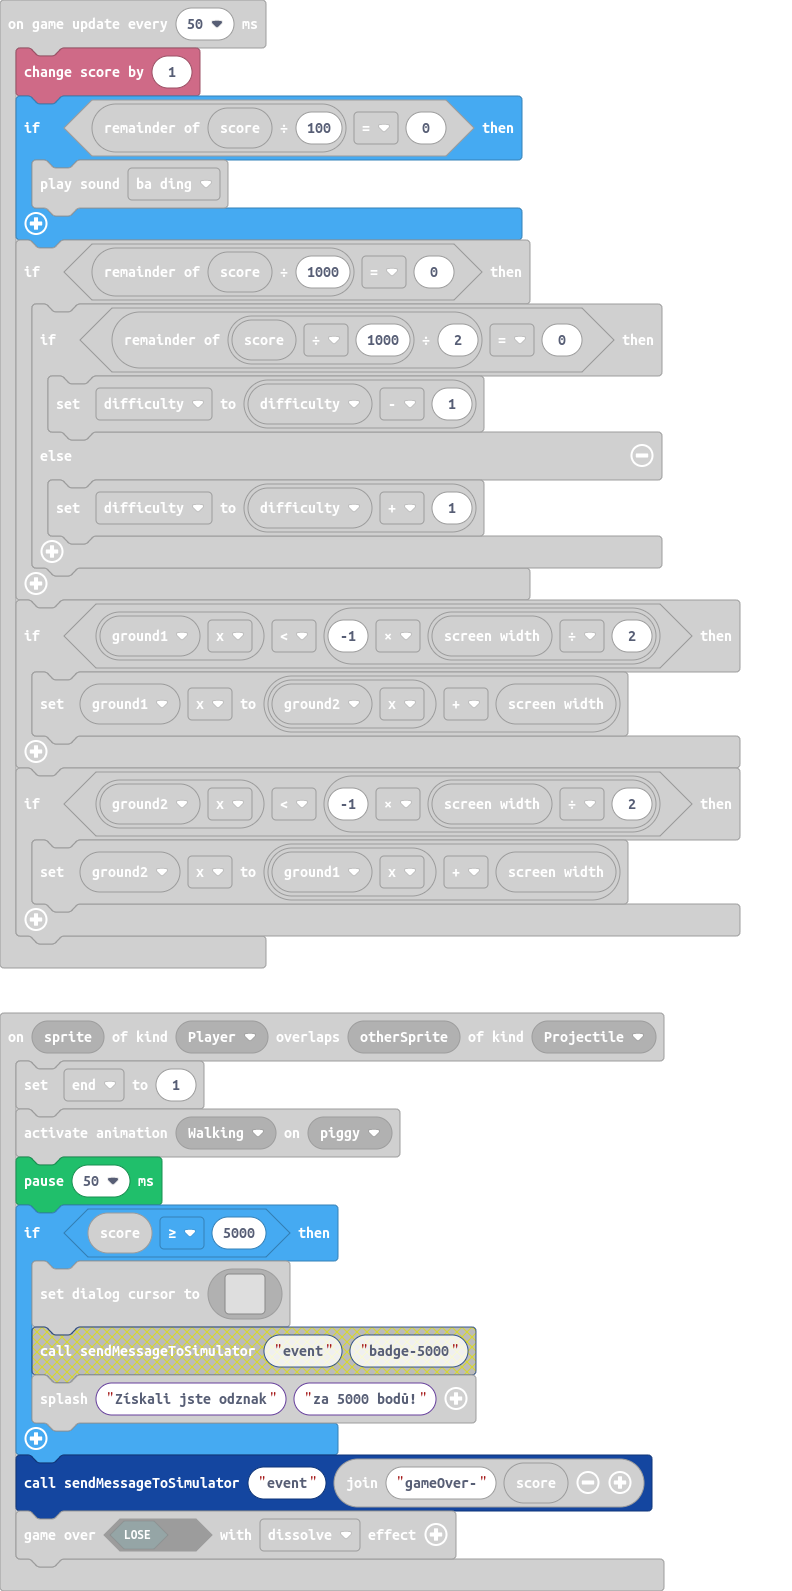 on game update every 50 ms
change score by 1
if remainder of score ÷ 100 = 0 then
play sound ba ding
if remainder of score ÷ 1000 = 0 then
if remainder of score ÷ 1000 ÷ 2 = 0 then
set difficulty to difficulty - 1
else
set difficulty to difficulty + 1
if ground1 x < -1 × screen width ÷ 2 then
set ground1 x to ground2 x + screen width
if ground2 x < -1 × screen width ÷ 2 then
set ground2 x to ground1 x + screen width
on sprite of kind Player overlaps otherSprite of kind Projectile
set end to 1
activate animation Walking on piggy
pause 50 ms
if score ≥ 5000 then
set dialog cursor to
call sendMessageToSimulator "event" "badge-5000"
splash "Získali jste odznak" "za 5000 bodů!"
call sendMessageToSimulator "event" join "gameOver-" score
game over LOSE with dissolve effect